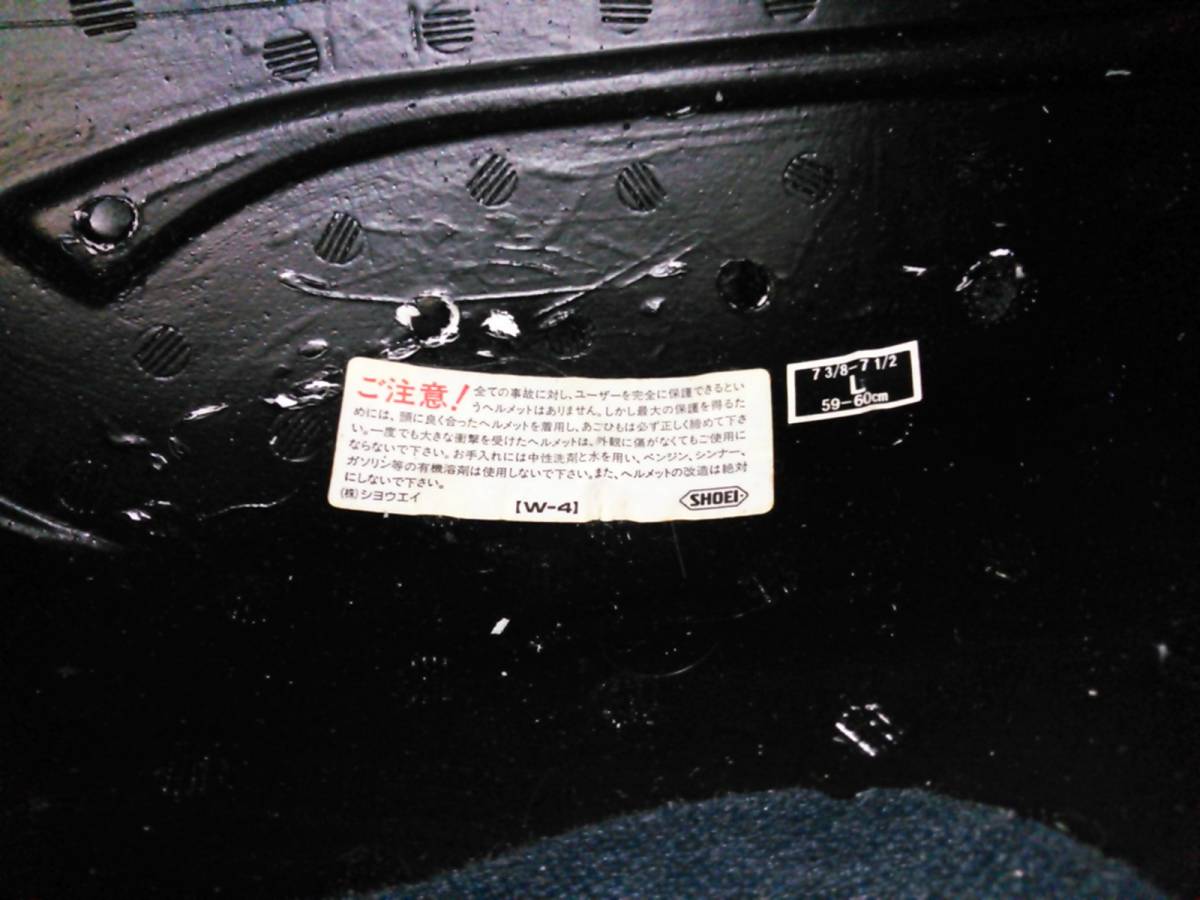 ご注意! 全ての事故に対し、ユーザーを完全に保護できるとい
うヘルメットはありません。しかし最大の保護を得るた
めには、頭に良く合ったヘルメットを着用し、あごひもは必ず正しく締めて下さ
い。一度でも大きな衝撃を受けたヘルメットは、外観に傷がなくてもご使用に
ならないで下さい。お手入れには中性洗剤と水を用い、ベンジン、シンナー、
ガソリン等の有機溶剤は使用しないで下さい。また、ヘルメットの改造は絶対
にしないで下さい。
(株)シヨウエイ 【W-4】 SHOEI
7 3/8-7 1/2
L
59-60cm